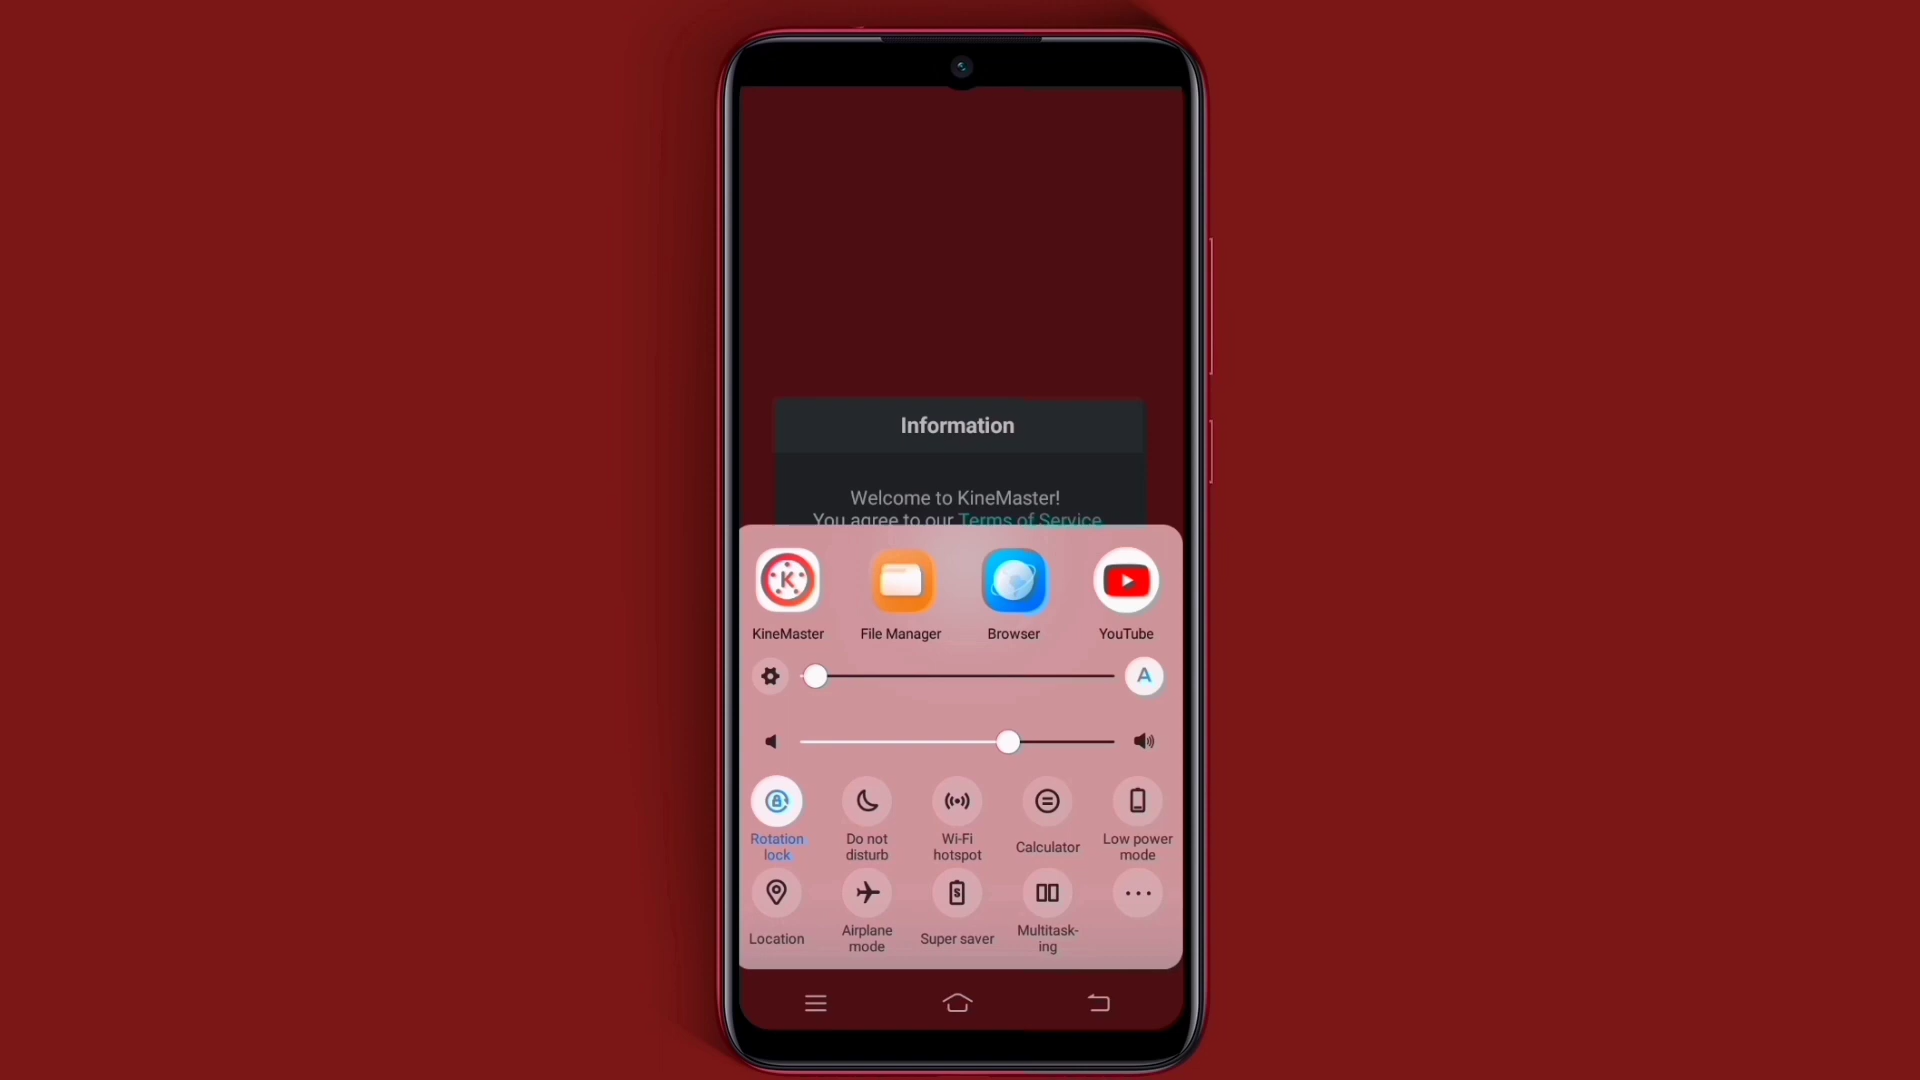 Information
Welcome to KineMaster!
You agree to our Terms of Service
K
KineMaster
File Manager
Browser
YouTube
A
Rotation
lock
Do not
disturb
Wi-Fi
hotspot
Calculator
Low power
mode
Location
Airplane
mode
S
Super saver
Multitask-
ing